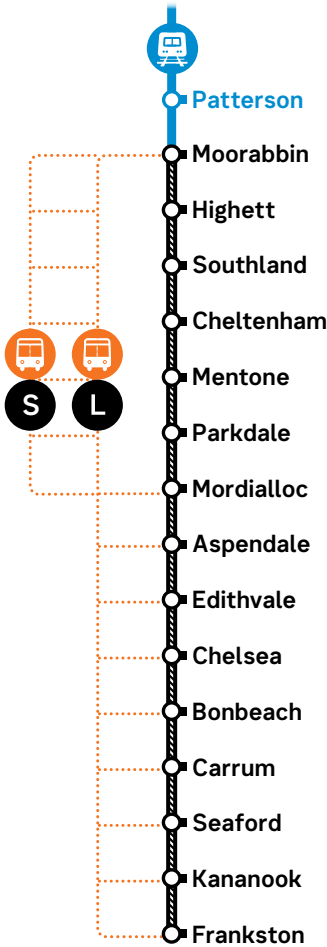 Patterson
Moorabbin
Highett
Southland
Cheltenham
Mentone
S L
Parkdale
Mordialloc
Aspendale
Edithvale
Chelsea
Bonbeach
Carrum
Seaford
Kananook
Frankston